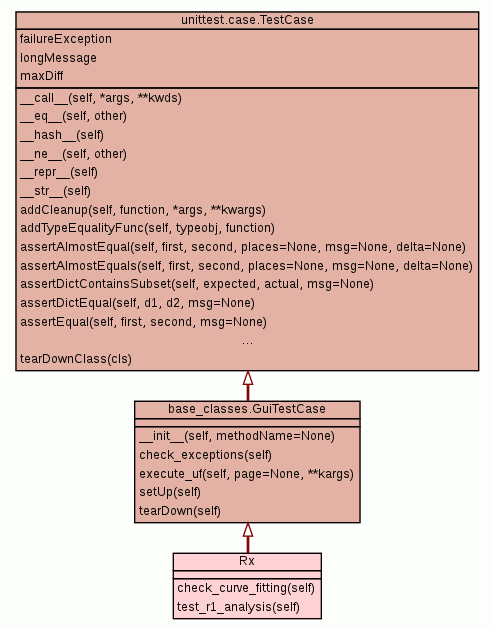 unittest.case.TestCase
failureException
longMessage
maxDiff
__call__(self, *args, **kwds)
__eq__(self, other)
__hash__(self)
__ne__(self, other)
__repr__(self)
__str__(self)
addCleanup(self, function, *args, **kwargs)
addTypeEqualityFunc(self, typeobj, function)
assertAlmostEqual(self, first, second, places=None, msg=None, delta=None)
assertAlmostEquals(self, first, second, places=None, msg=None, delta=None)
assertDictContainsSubset(self, expected, actual, msg=None)
assertDictEqual(self, d1, d2, msg=None)
assertEqual(self, first, second, msg=None)
...
tearDownClass(cls)
base_classes.GuiTestCase
__init__(self, methodName=None)
check_exceptions(self)
execute_uf(self, page=None, **kargs)
setUp(self)
tearDown(self)
Rx
check_curve_fitting(self)
test_r1_analysis(self)